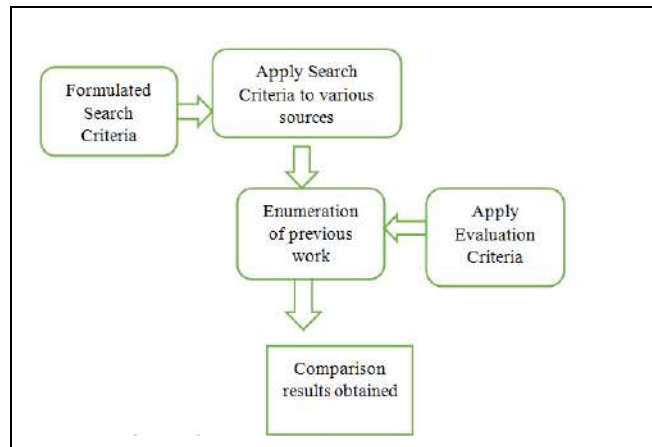 Formulated
Search
Criteria
Apply Search
Criteria to various
sources
Enumeration
of previous
work
Apply
Evaluation
Criteria
Comparison
results obtained